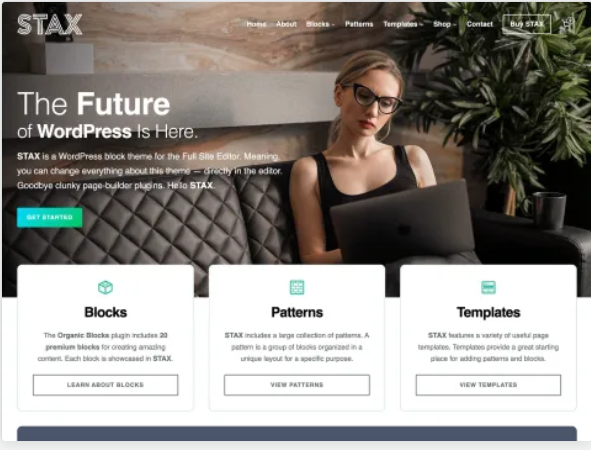 STAX
Home About Blocks Patterns Templates Shop Contact Buy STAX
The Future
of WordPress Is Here.
STAX is a WordPress block theme for the Full Site Editor. Meaning,
you can change everything about this theme — directly in the editor.
Goodbye clunky page-builder plugins. Hello STAX.
GET STARTED
Blocks
The Organic Blocks plugin includes 20
premium blocks for creating amazing
content. Each block is showcased in STAX.
LEARN ABOUT BLOCKS
Patterns
STAX includes a large collection of patterns. A
pattern is a group of blocks organized in a
unique layout for a specific purpose.
VIEW PATTERNS
Templates
STAX features a variety of useful page
templates. Templates provide a great starting
place for adding patterns and blocks.
VIEW TEMPLATES